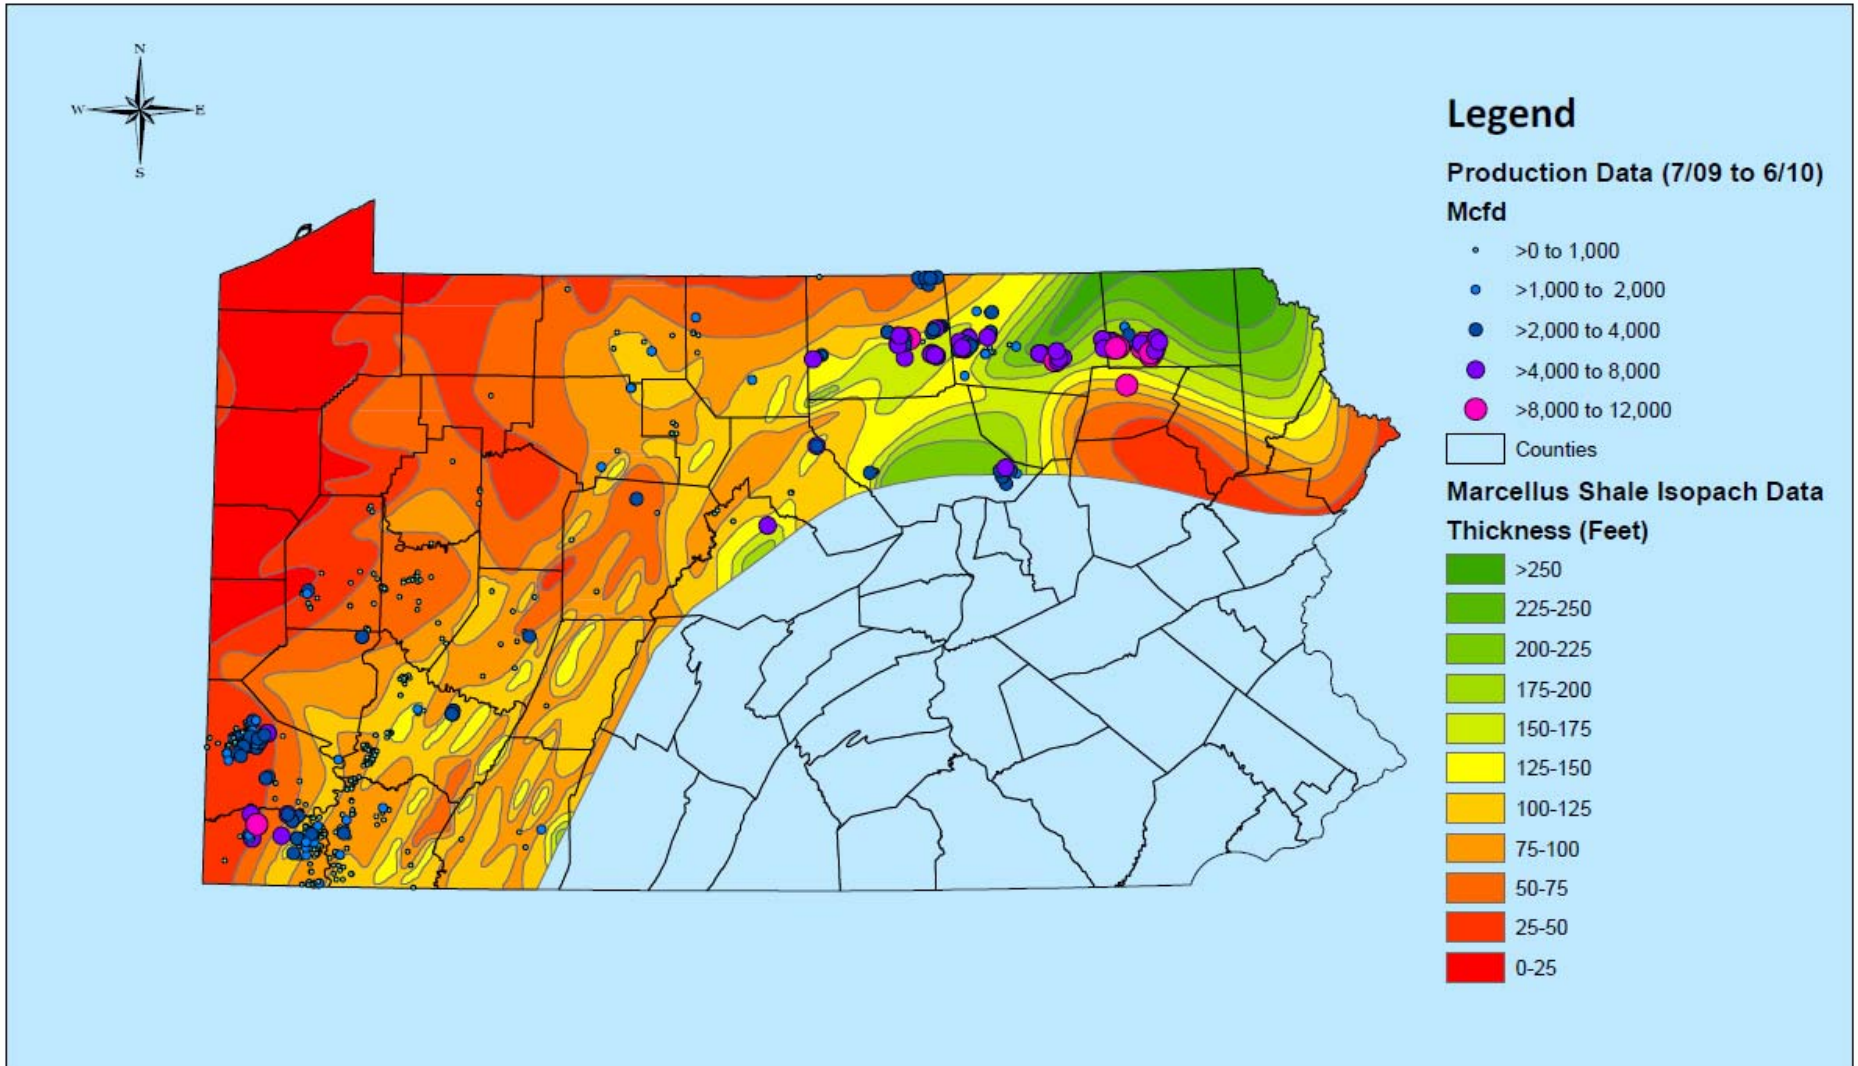 N
W E
S
Legend
Production Data (7/09 to 6/10)
Mcfd
>0 to 1,000
>1,000 to 2,000
>2,000 to 4,000
>4,000 to 8,000
>8,000 to 12,000
Counties
Marcellus Shale Isopach Data
Thickness (Feet)
>250
225-250
200-225
175-200
150-175
125-150
100-125
75-100
50-75
25-50
0-25